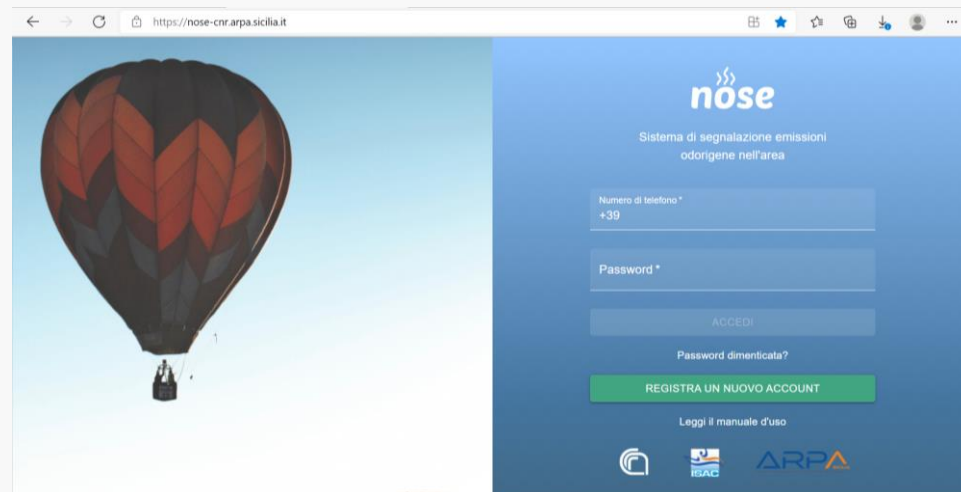 https://nose-cnr.arpa.sicilia.it
nose
Sistema di segnalazione emissioni
odorigene nell'area
Numero di telefono *
+39
Password *
ACCEDI
Password dimenticata?
REGISTRA UN NUOVO ACCOUNT
Leggi il manuale d'uso
ISAC
ARPA